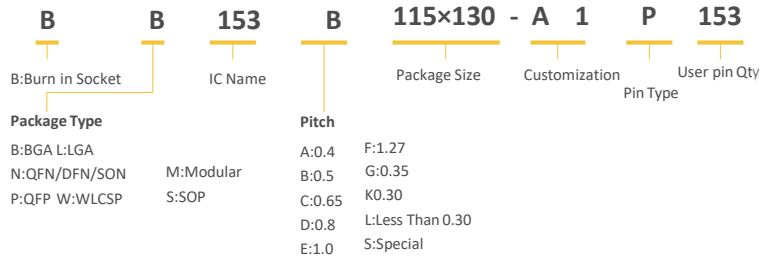 B B 153 B 115×130 - A 1 P 153
B:Burn in Socket IC Name Package Size Customization Pin Type User pin Qty
Package Type
B:BGA L:LGA
N:QFN/DFN/SON M:Modular
P:QFP W:WLCSP S:SOP
Pitch
A:0.4 F:1.27
B:0.5 G:0.35
C:0.65 K0.30
D:0.8 L:Less Than 0.30
E:1.0 S:Special